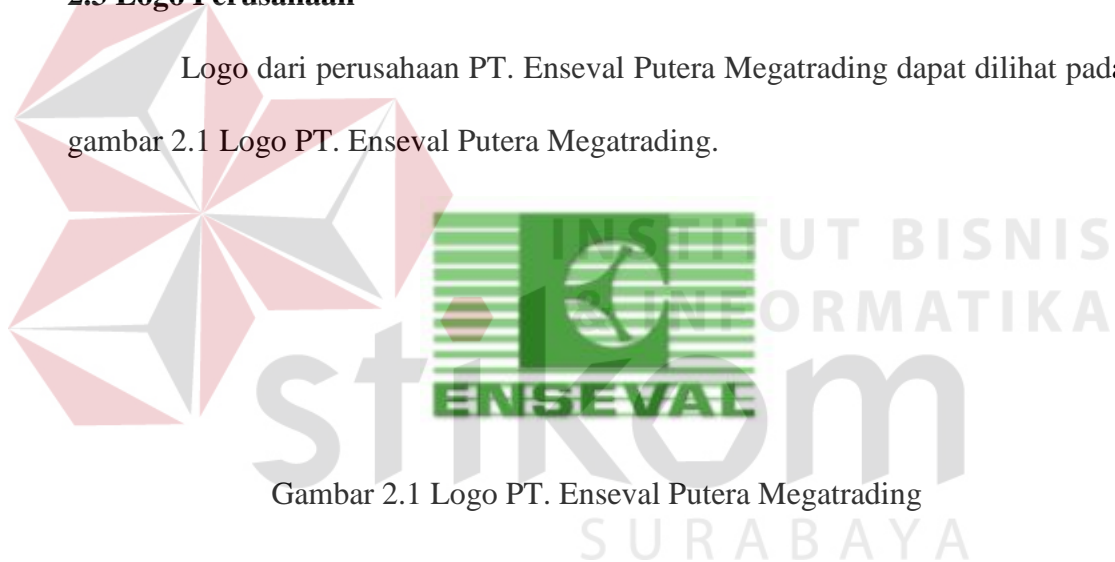 2.3 Logo Perusahaan
Logo dari perusahaan PT. Enseval Putera Megatrading dapat dilihat pada
gambar 2.1 Logo PT. Enseval Putera Megatrading.
INSTITUT BISNIS
& INFORMATIKA
stikom
ENSEVAL
Gambar 2.1 Logo PT. Enseval Putera Megatrading
SURABAYA